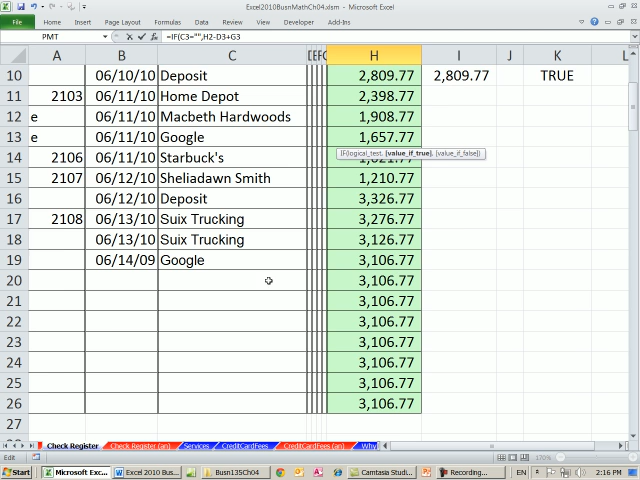 Excel2010BusnMathCh04.xlsm - Microsoft Excel
File Home Insert Page Layout Formulas Data Review View Developer Add-Ins
PMT =IF(C3="",H2-D3+G3
A B C H I J K L
10 06/10/10 Deposit 2,809.77 2,809.77 TRUE
11 2103 06/11/10 Home Depot 2,398.77
12 e 06/11/10 Macbeth Hardwoods 1,908.77
13 e 06/11/10 Google 1,657.77
IF(logical_test, [value_if_true], [value_if_false])
14 2106 06/11/10 Starbuck's 1,621.77
15 2107 06/12/10 Sheliadawn Smith 1,210.77
16 06/12/10 Deposit 3,326.77
17 2108 06/13/10 Suix Trucking 3,276.77
18 06/13/10 Suix Trucking 3,126.77
19 06/14/09 Google 3,106.77
20 3,106.77
21 3,106.77
22 3,106.77
23 3,106.77
24 3,106.77
25 3,106.77
26 3,106.77
27
Check Register Check Register (an) Services CreditCardFees CreditCardFees (an) Why
Edit 170%
Start Microsoft Exc... Excel 2010 Bus... Busn135Ch04 Camtasia Studi... Recording... EN 2:16 PM